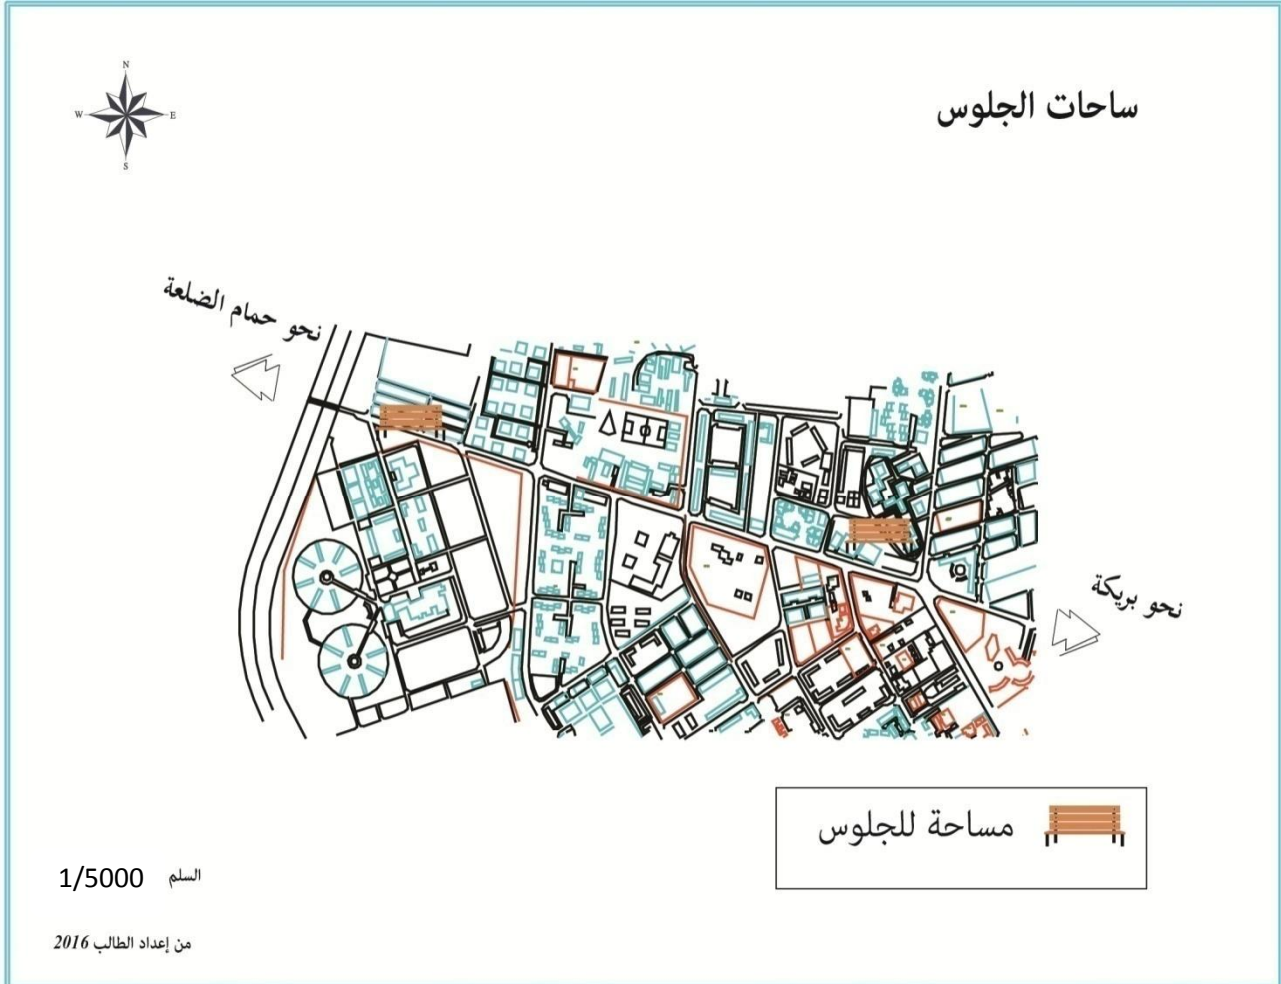 N
W E
S
ساحات الجلوس
نحو حمام الضلعة
نحو بريكة
مساحة للجلوس
السلم 1/5000
من إعداد الطالب 2016